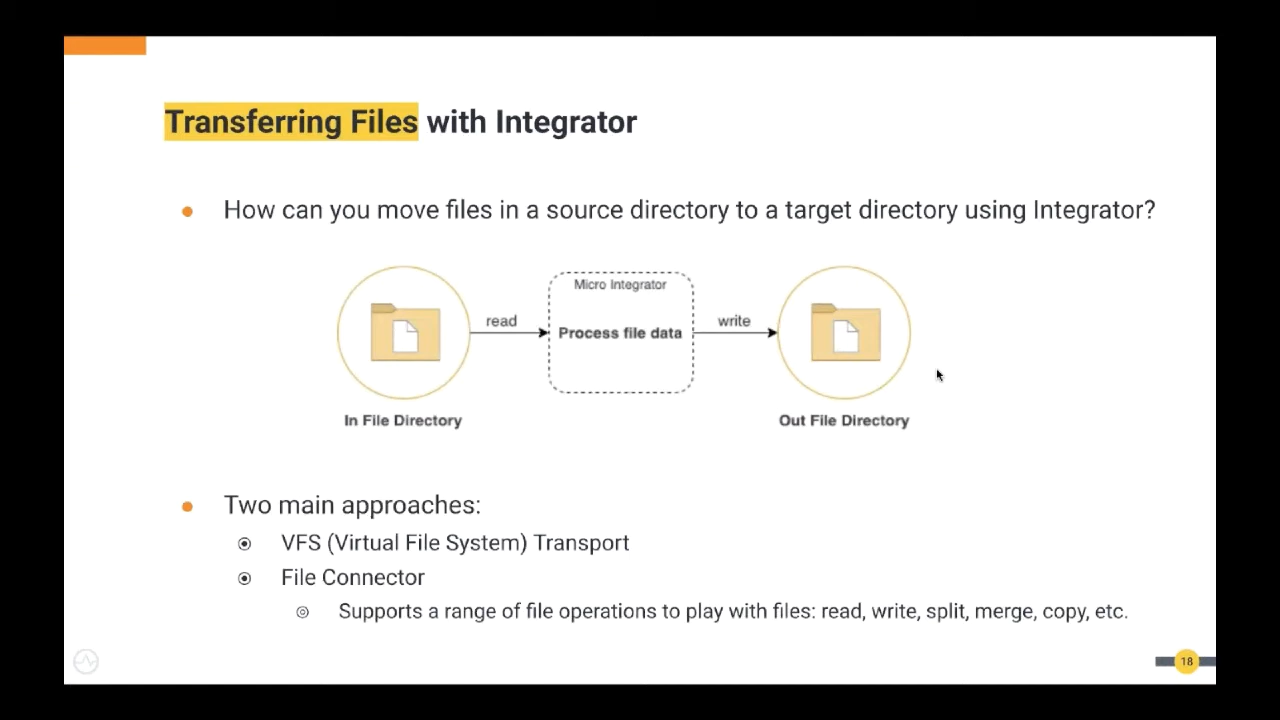 Transferring Files with Integrator
How can you move files in a source directory to a target directory using Integrator?
Micro Integrator
read
Process file data
write
In File Directory
Out File Directory
Two main approaches:
VFS (Virtual File System) Transport
File Connector
Supports a range of file operations to play with files: read, write, split, merge, copy, etc.
18